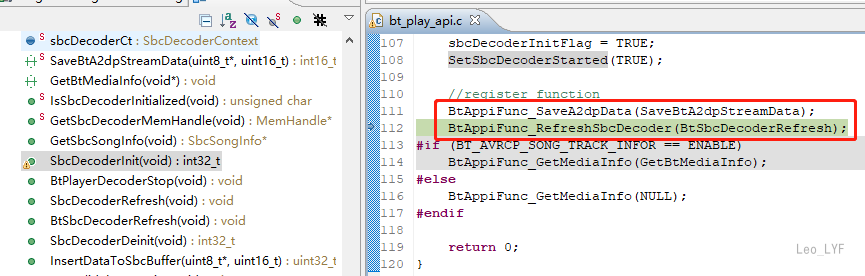 sbcDecoderCt : SbcDecoderContext
SaveBtA2dpStreamData(uint8_t*, uint16_t) : int16_t
GetBtMediaInfo(void*) : void
IsSbcDecoderInitialized(void) : unsigned char
GetSbcDecoderMemHandle(void) : MemHandle*
GetSbcSongInfo(void) : SbcSongInfo*
SbcDecoderInit(void) : int32_t
BtPlayerDecoderStop(void) : void
SbcDecoderRefresh(void) : void
BtSbcDecoderRefresh(void) : void
SbcDecoderDeinit(void) : int32_t
InsertDataToSbcBuffer(uint8_t*, uint16_t) : uint32_t
bt_play_api.c
107 sbcDecoderInitFlag = TRUE;
108 SetSbcDecoderStarted(TRUE);
109
110 //register function
111 BtAppiFunc_SaveA2dpData(SaveBtA2dpStreamData);
112 BtAppiFunc_RefreshSbcDecoder(BtSbcDecoderRefresh);
113 #if (BT_AVRCP_SONG_TRACK_INFOR == ENABLE)
114 BtAppiFunc_GetMediaInfo(GetBtMediaInfo);
115 #else
116 BtAppiFunc_GetMediaInfo(NULL);
117 #endif
118
119 return 0;
120 }
Leo_LYF